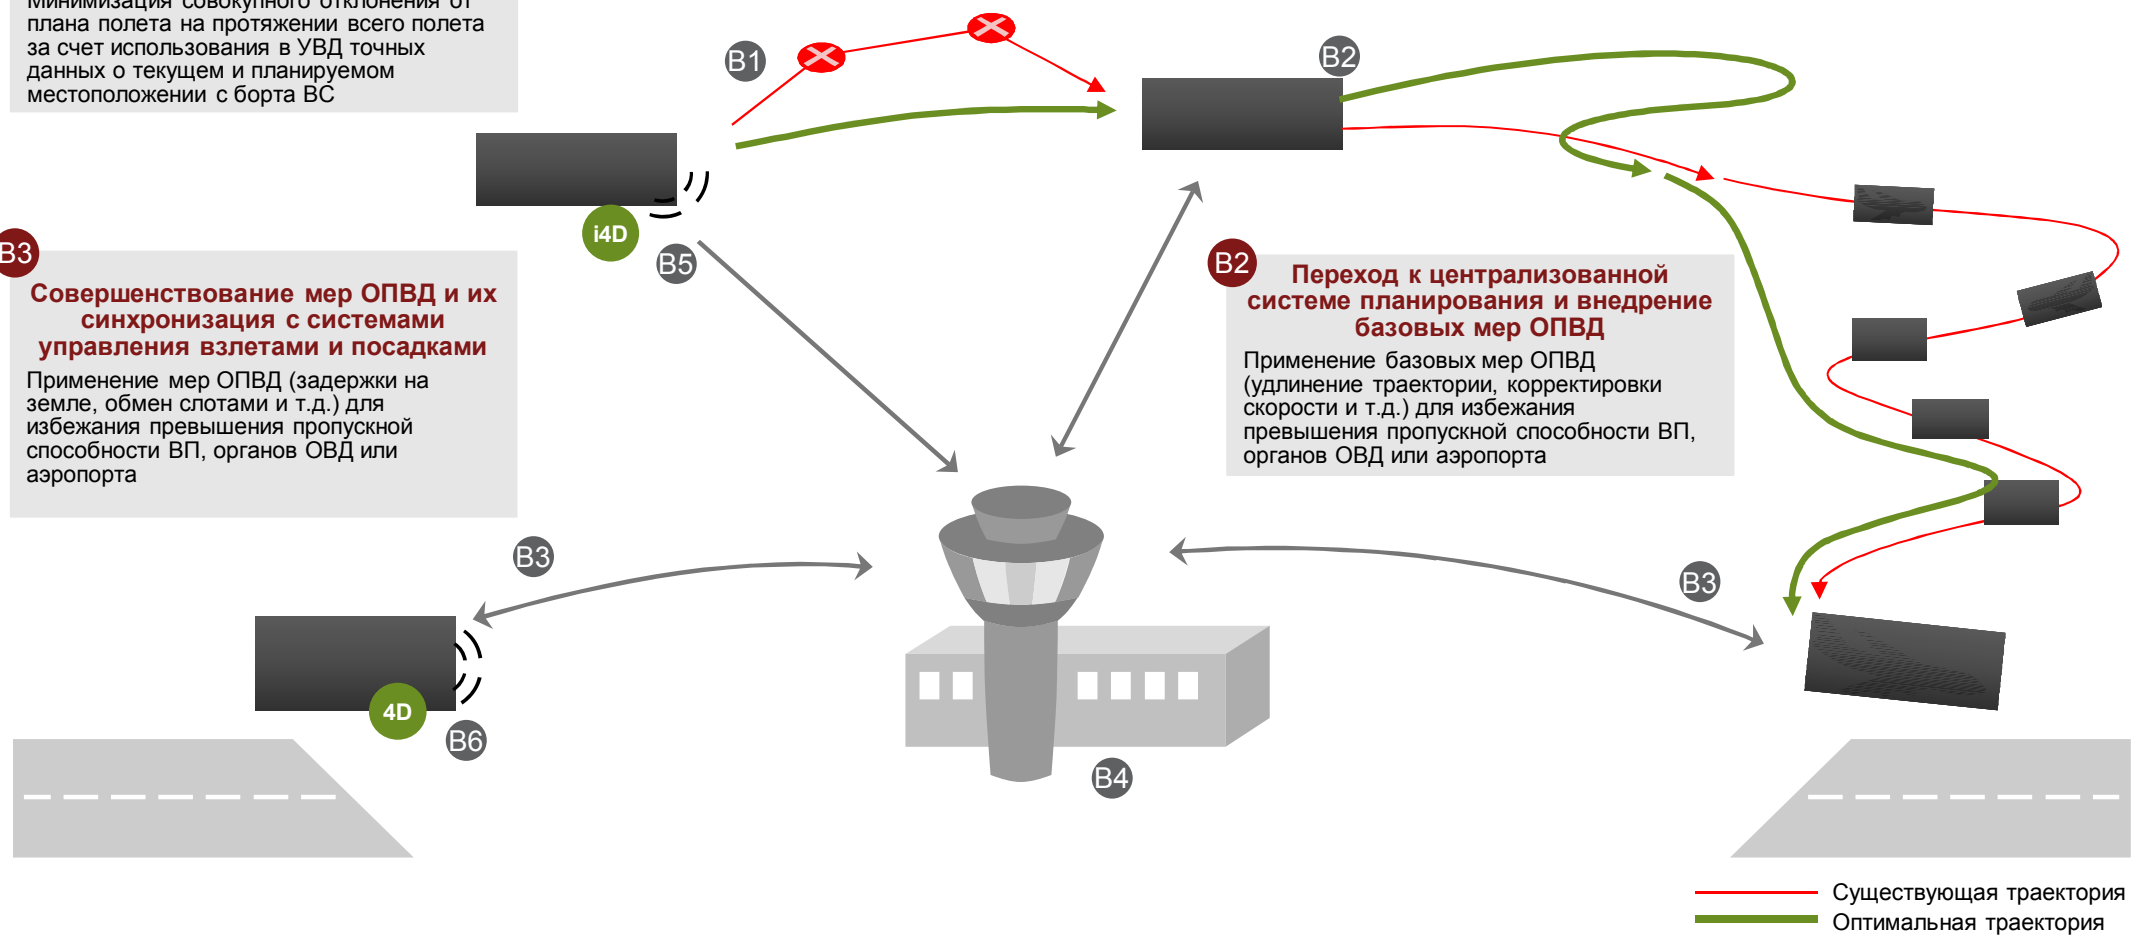 Минимизация совокупного отклонения от
плана полета на протяжении всего полета
за счет использования в УВД точных
данных о текущем и планируемом
местоположении с борта ВС
B1
B2
i4D
B5
B3
Совершенствование мер ОПВД и их
синхронизация с системами
управления взлетами и посадками
Применение мер ОПВД (задержки на
земле, обмен слотами и т.д.) для
избежания превышения пропускной
способности ВП, органов ОВД или
аэропорта
B2
Переход к централизованной
системе планирования и внедрение
базовых мер ОПВД
Применение базовых мер ОПВД
(удлинение траектории, корректировки
скорости и т.д.) для избежания
превышения пропускной способности ВП,
органов ОВД или аэропорта
B3
B3
4D
B6
B4
Существующая траектория
Оптимальная траектория